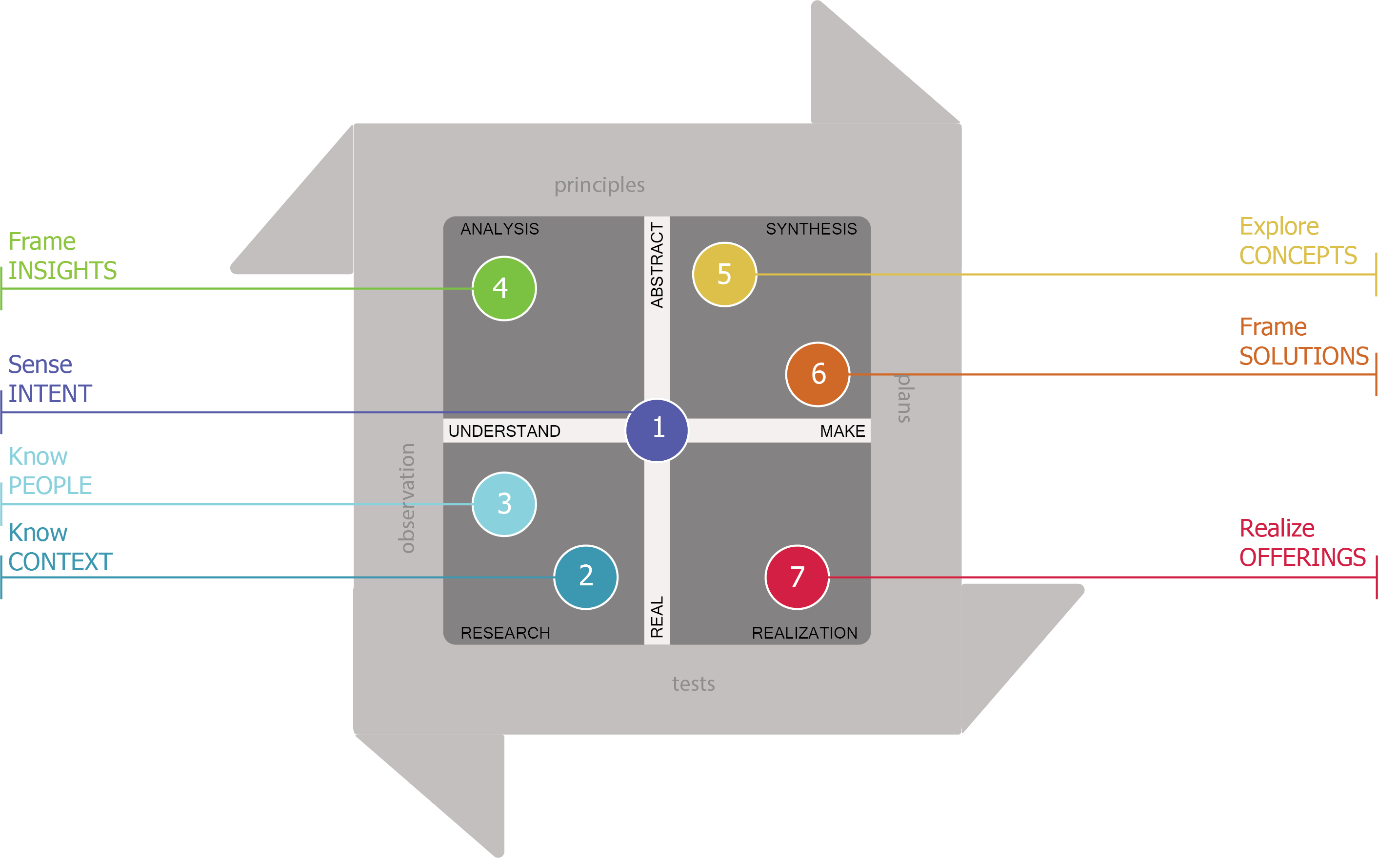 principles
ANALYSIS
SYNTHESIS
ABSTRACT
Frame
INSIGHTS
4
5
Explore
CONCEPTS
Sense
INTENT
6
Frame
SOLUTIONS
plans
UNDERSTAND
1
MAKE
Know
PEOPLE
observation
3
Know
CONTEXT
2
7
Realize
OFFERINGS
REAL
RESEARCH
REALIZATION
tests